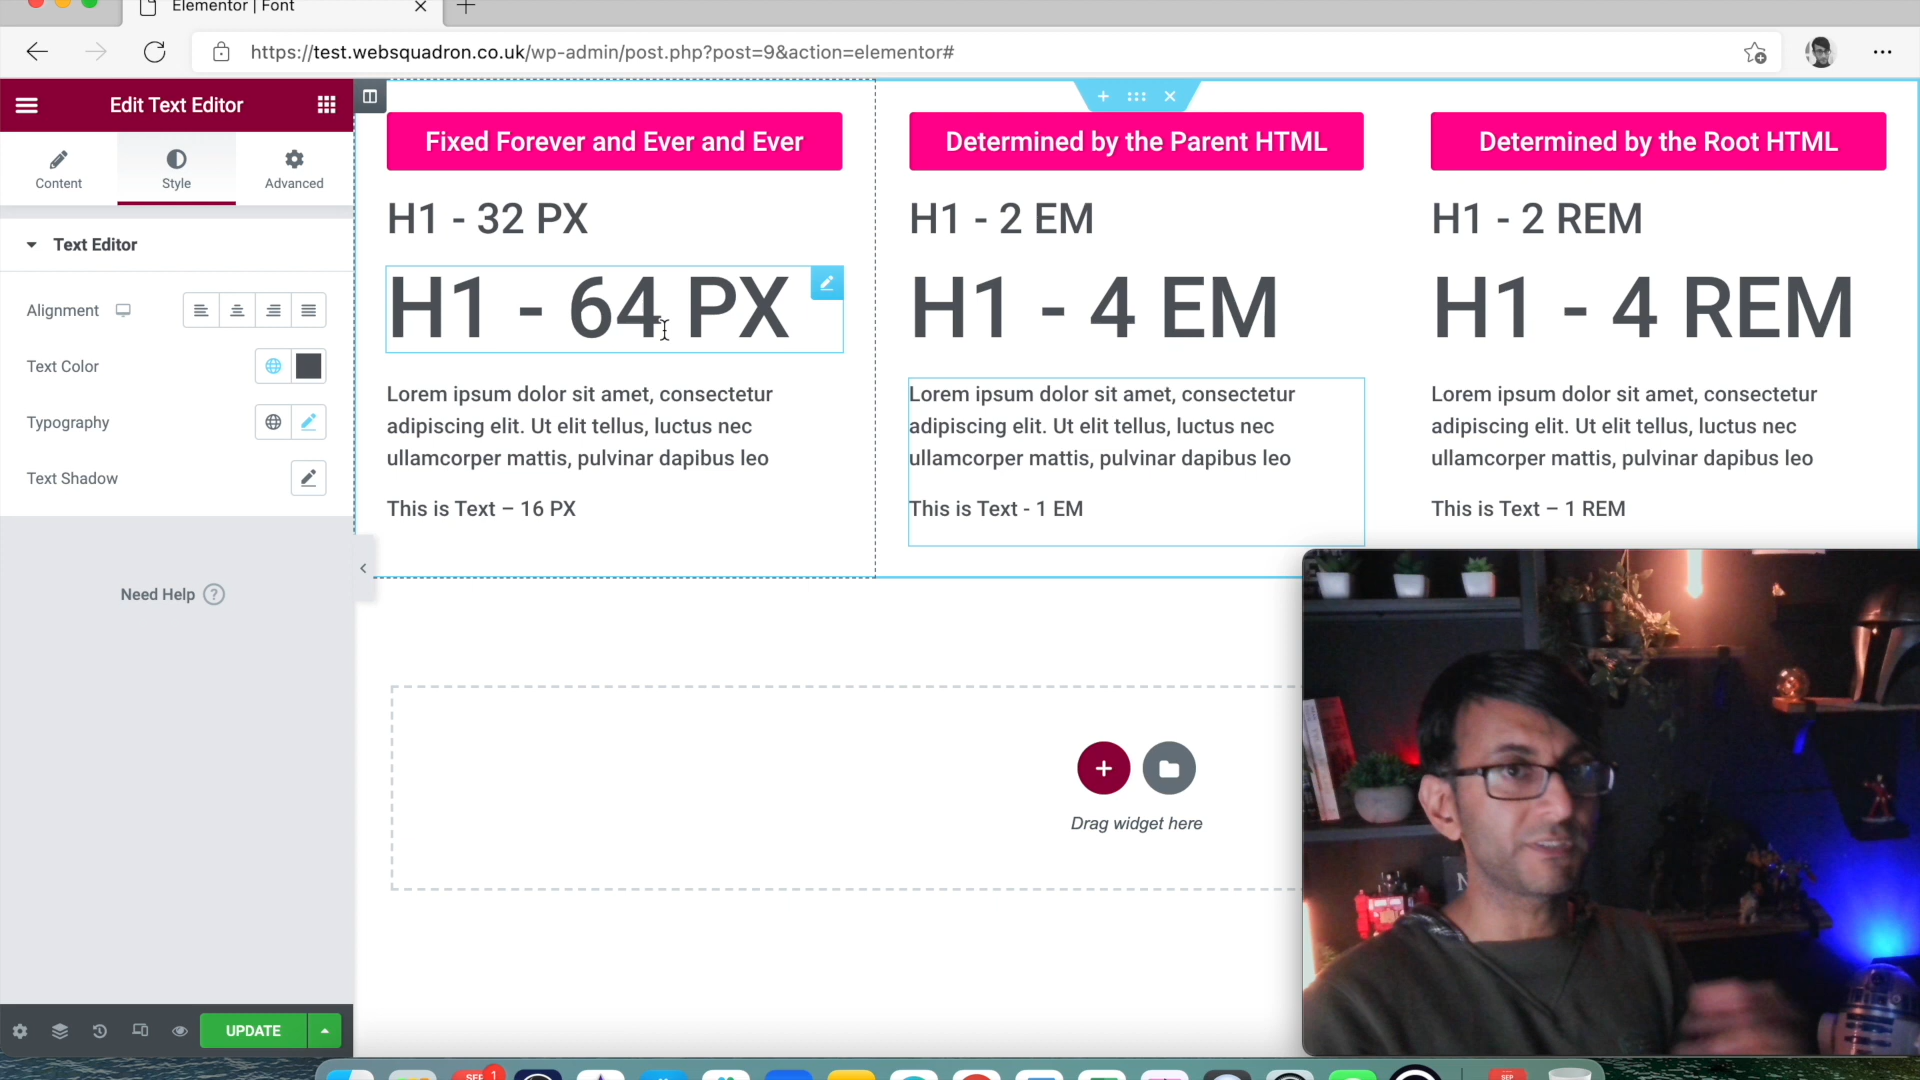 Elementor | Font
https://test.websquadron.co.uk/wp-admin/post.php?post=9&action=elementor#
Edit Text Editor
Content
Style
Advanced
Text Editor
Alignment
Text Color
Typography
Text Shadow
Need Help ?
UPDATE
Fixed Forever and Ever and Ever
H1 - 32 PX
H1 - 64 PX
Lorem ipsum dolor sit amet, consectetur
adipiscing elit. Ut elit tellus, luctus nec
ullamcorper mattis, pulvinar dapibus leo
This is Text – 16 PX
Determined by the Parent HTML
H1 - 2 EM
H1 - 4 EM
Lorem ipsum dolor sit amet, consectetur
adipiscing elit. Ut elit tellus, luctus nec
ullamcorper mattis, pulvinar dapibus leo
This is Text - 1 EM
Determined by the Root HTML
H1 - 2 REM
H1 - 4 REM
Lorem ipsum dolor sit amet, consectetur
adipiscing elit. Ut elit tellus, luctus nec
ullamcorper mattis, pulvinar dapibus leo
This is Text – 1 REM
Drag widget here
SEP
1
SEP